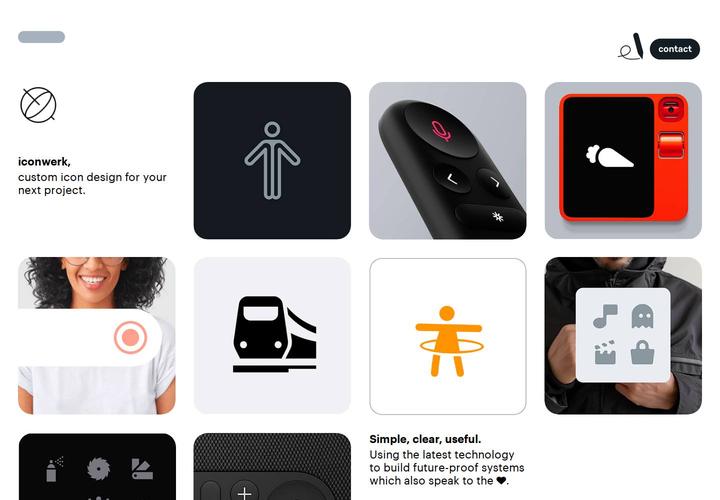 contact
iconwerk,
custom icon design for your
next project.
Simple, clear, useful.
Using the latest technology
to build future-proof systems
which also speak to the ♥.